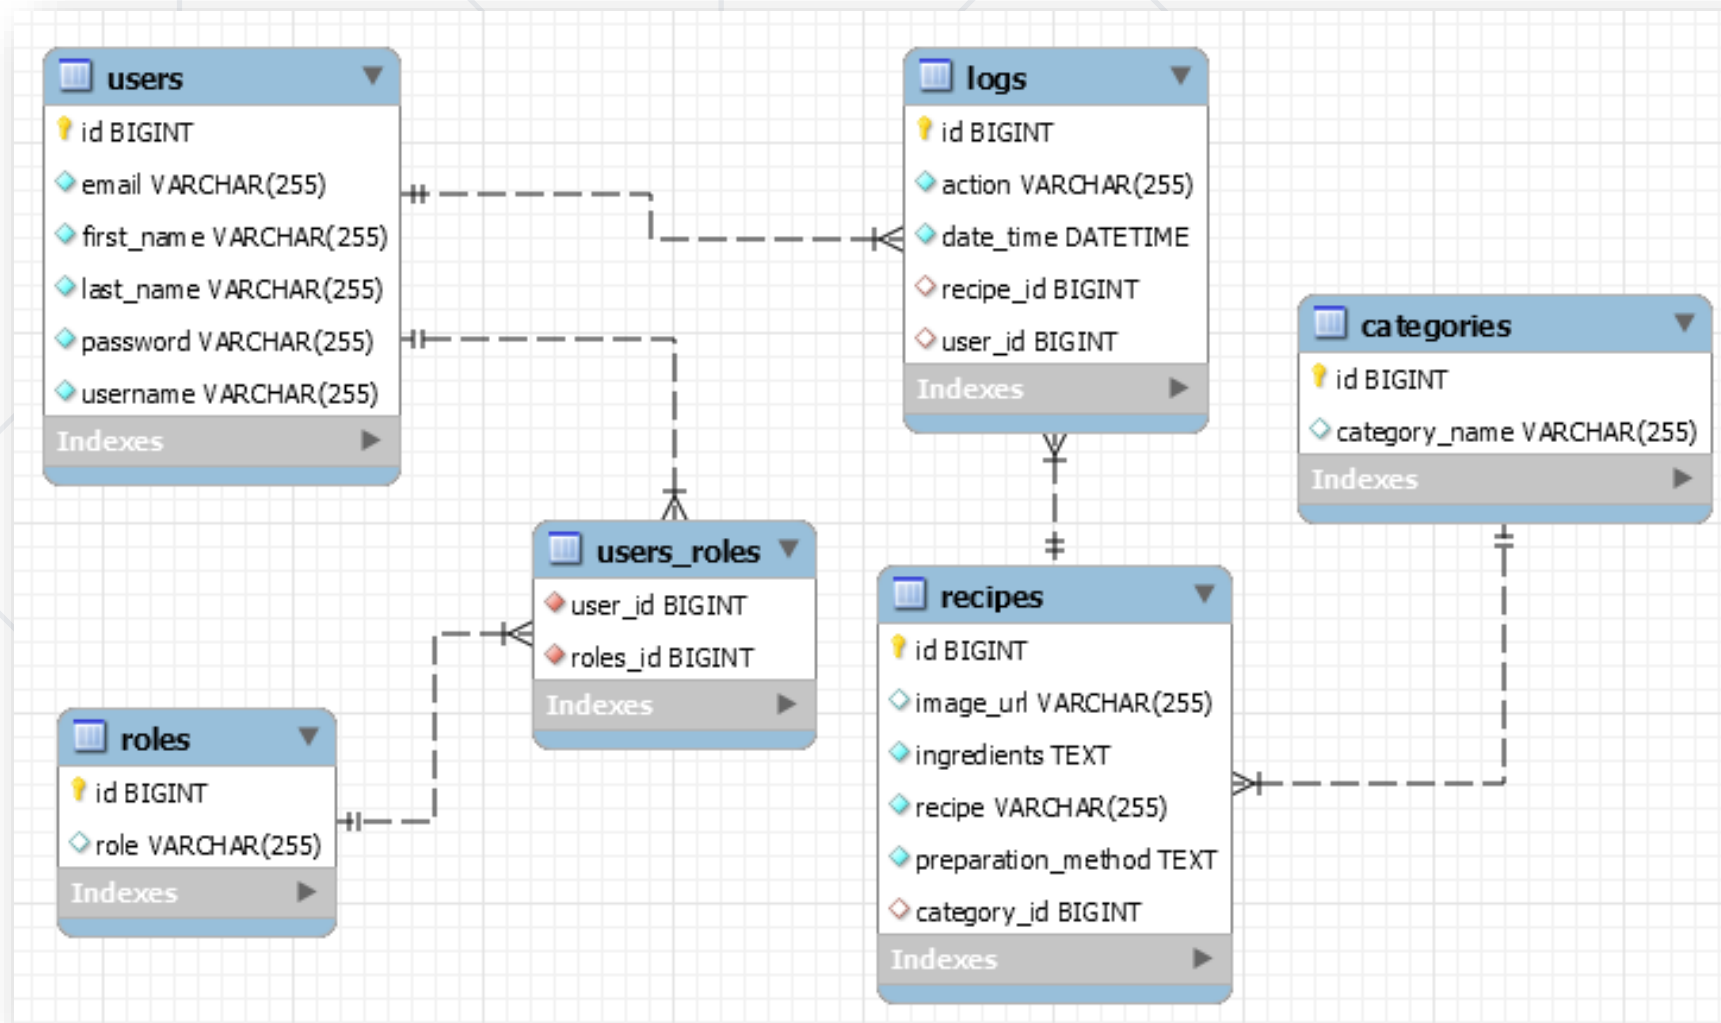 users
id BIGINT
email VARCHAR(255)
first_name VARCHAR(255)
last_name VARCHAR(255)
password VARCHAR(255)
username VARCHAR(255)
Indexes
logs
id BIGINT
action VARCHAR(255)
date_time DATETIME
recipe_id BIGINT
user_id BIGINT
Indexes
categories
id BIGINT
category_name VARCHAR(255)
Indexes
users_roles
user_id BIGINT
roles_id BIGINT
Indexes
recipes
id BIGINT
image_url VARCHAR(255)
ingredients TEXT
recipe VARCHAR(255)
preparation_method TEXT
category_id BIGINT
Indexes
roles
id BIGINT
role VARCHAR(255)
Indexes